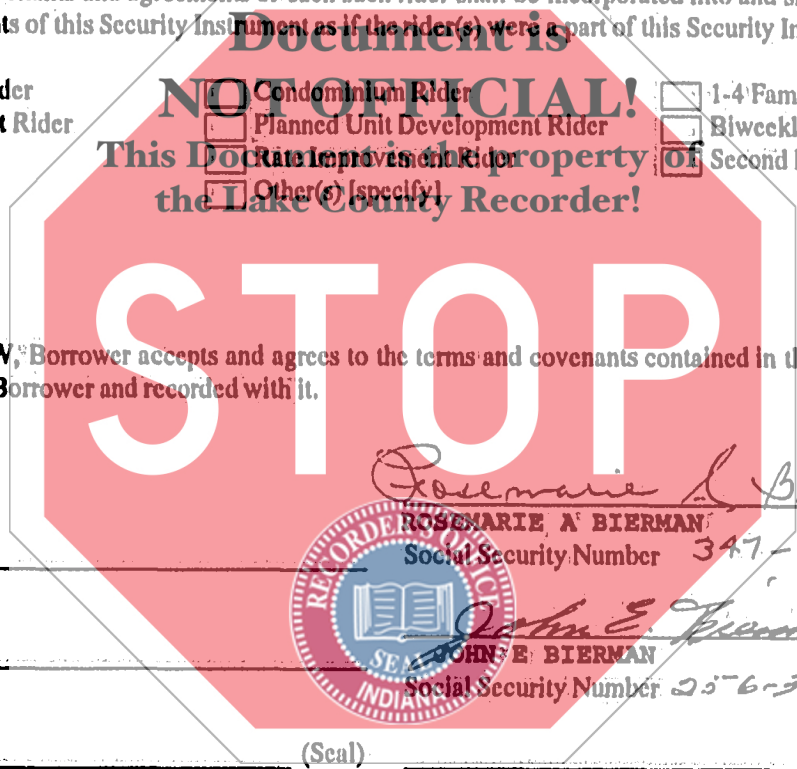 ts of this Security Instrument as if the rider(s) were a part of this Security In
Document is
NOT OFFICIAL!
This Document is the property of
the Lake County Recorder!
der Condominium Rider 1-4 Fam
t Rider Planned Unit Development Rider Biweekl
Rate Improvement Rider Second
Other(s) [specify]
STOP
Borrower accepts and agrees to the terms and covenants contained in th
Borrower and recorded with it.
Rosemarie A. B
ROSEMARIE A BIERMAN
Social Security Number 347-
John E.
JOHN E BIERMAN
Social Security Number
RECORDER'S OFFICE
SEAL
INDIANA
(Seal)